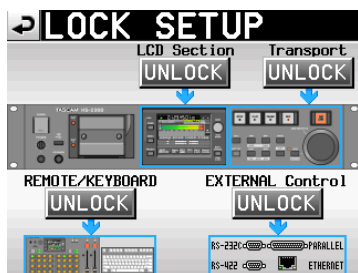 LOCK SETUP
LCD Section Transport
UNLOCK UNLOCK
TASCAM HS-8000
REMOTE/KEYBOARD EXTERNAL Control
UNLOCK UNLOCK
RS-232C PARALLEL
RS-422 ETHERNET